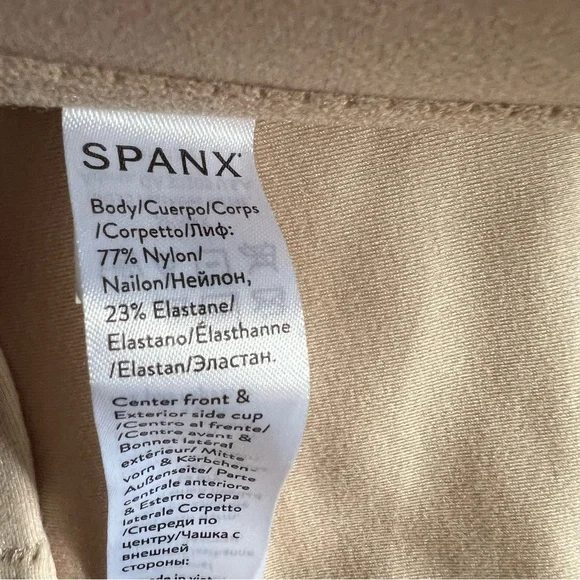 SPANX
Body/Cuerpo/Corps
/Corpetto/Лиф:
77% Nylon/
Nailon/Нейлон,
23% Elastane/
Elastano/Élasthanne
/Elastan/Эластан.
Center front &
Exterior side cup
/Centro al frente/
/Centre avant &
Bonnet latéral
extérieur/ Mitte
vorn & Körbchen
Außenseite/ Parte
centrale anteriore
& Esterno coppa
laterale Corpetto
/Спереди по
центру/Чашка с
внешней
стороны: